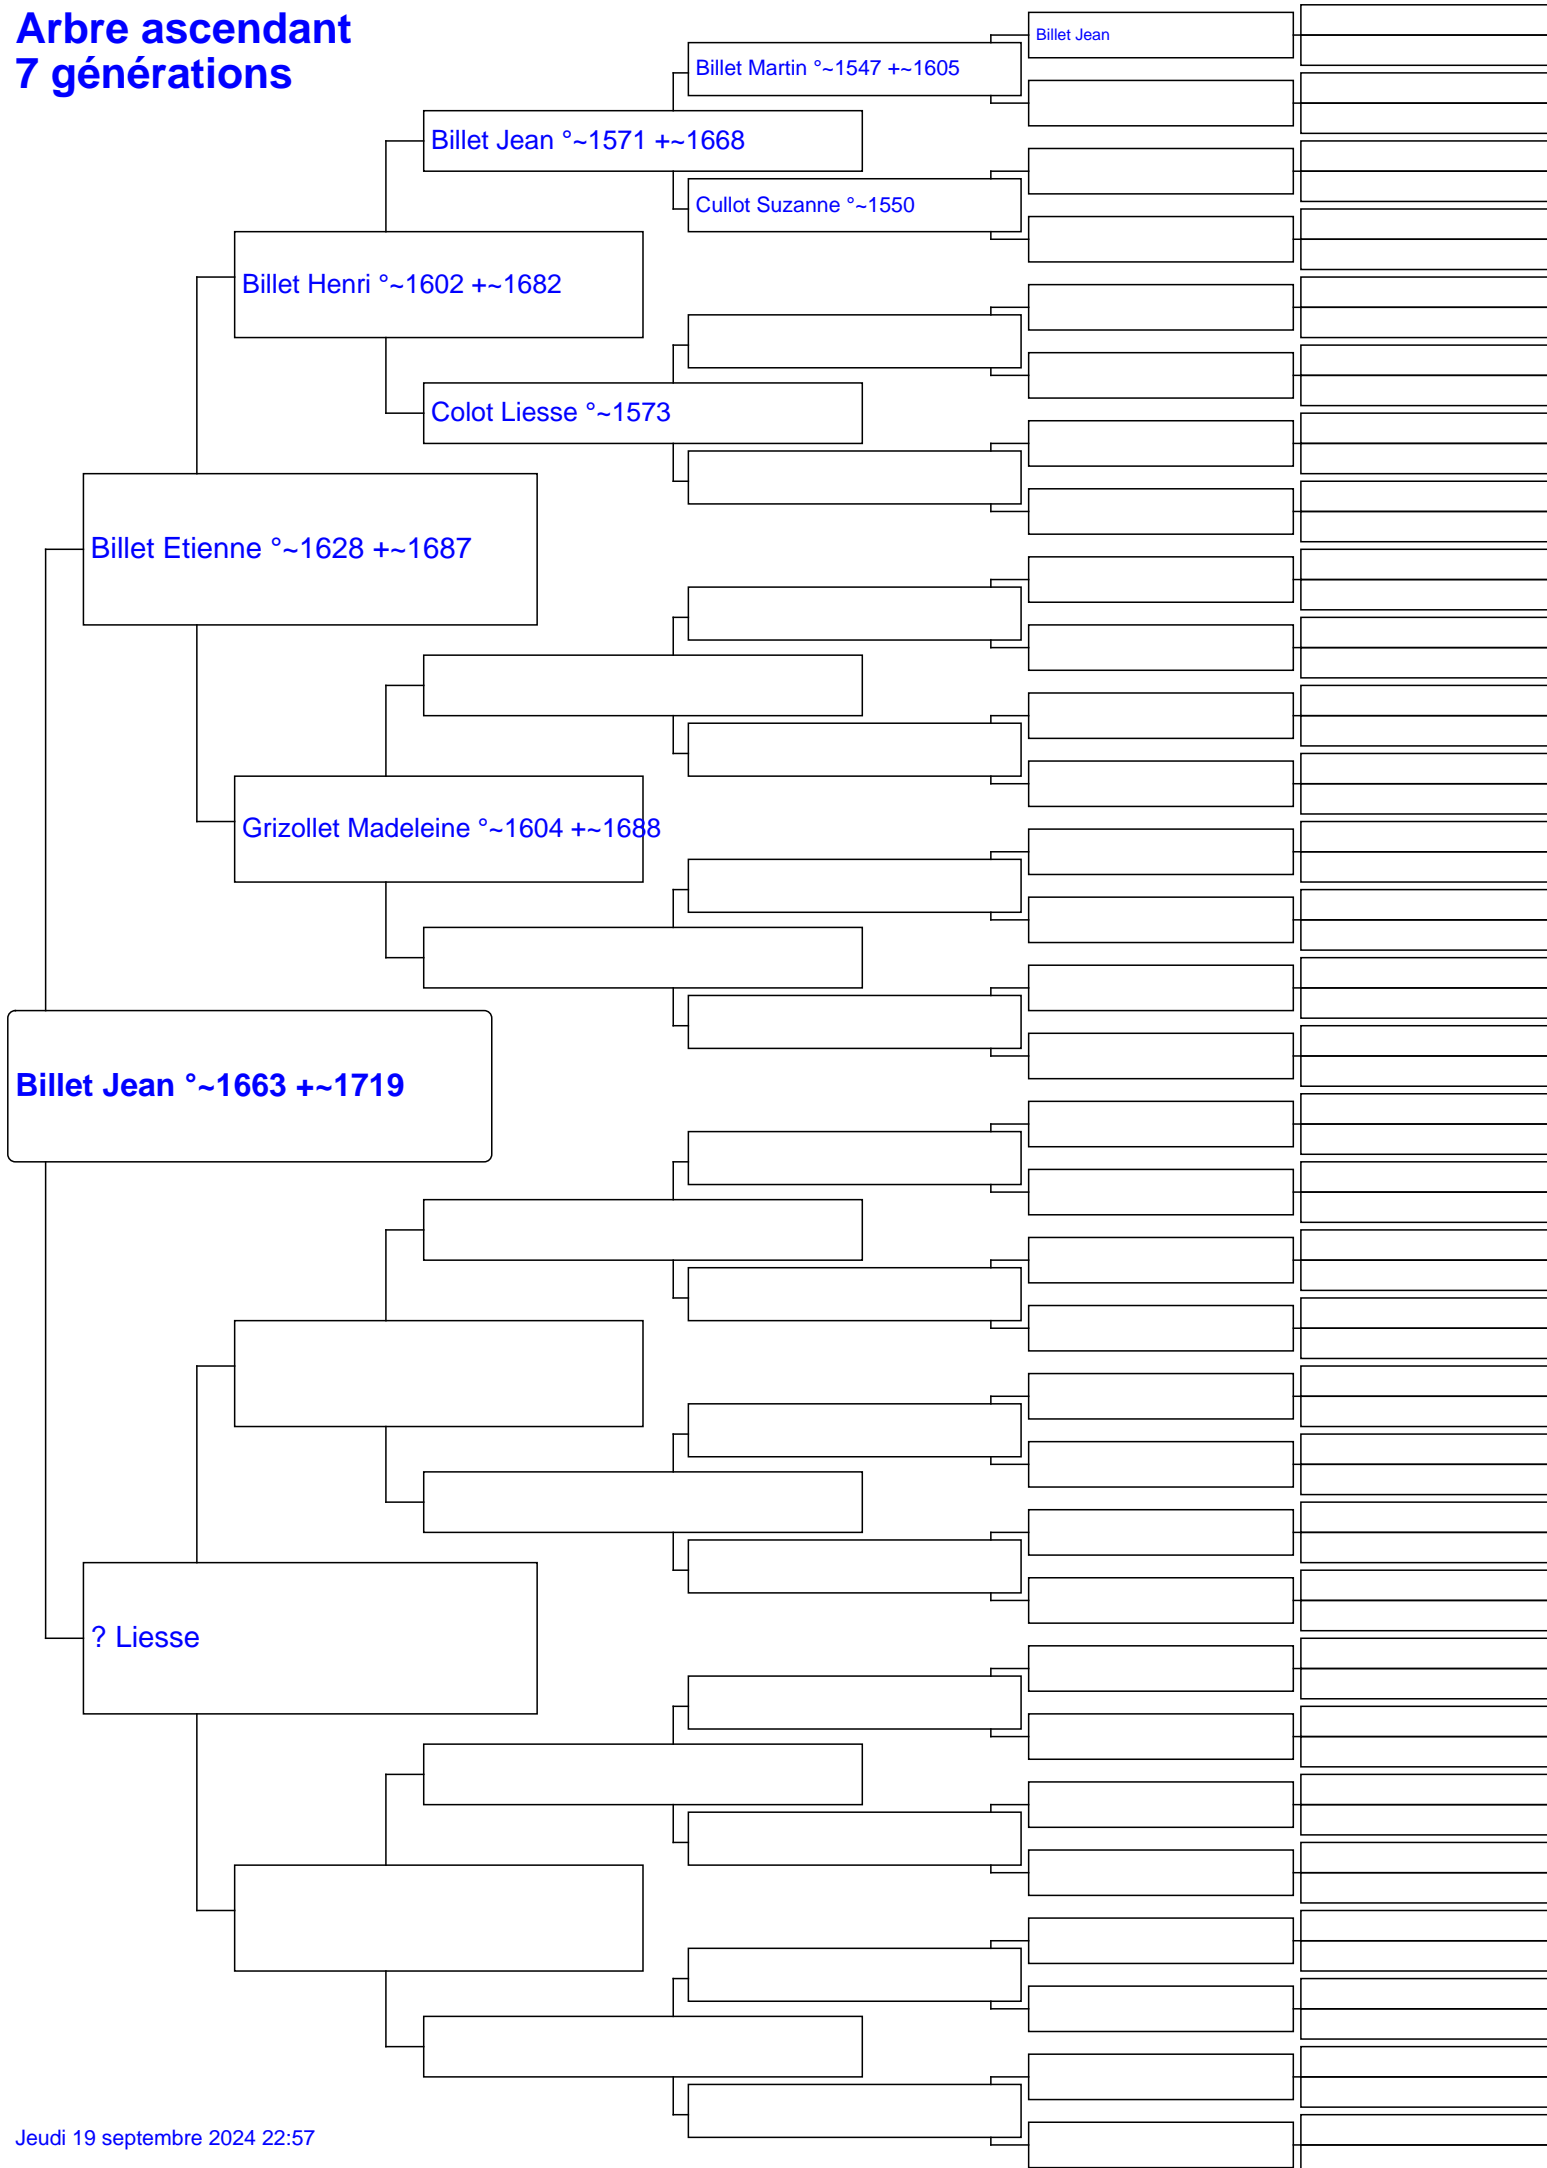 Arbre ascendant
7 générations
Billet Jean
Billet Martin °~1547 +~1605
Billet Jean °~1571 +~1668
Cullot Suzanne °~1550
Billet Henri °~1602 +~1682
Colot Liesse °~1573
Billet Etienne °~1628 +~1687
Grizollet Madeleine °~1604 +~1688
Billet Jean °~1663 +~1719
? Liesse
Jeudi 19 septembre 2024 22:57